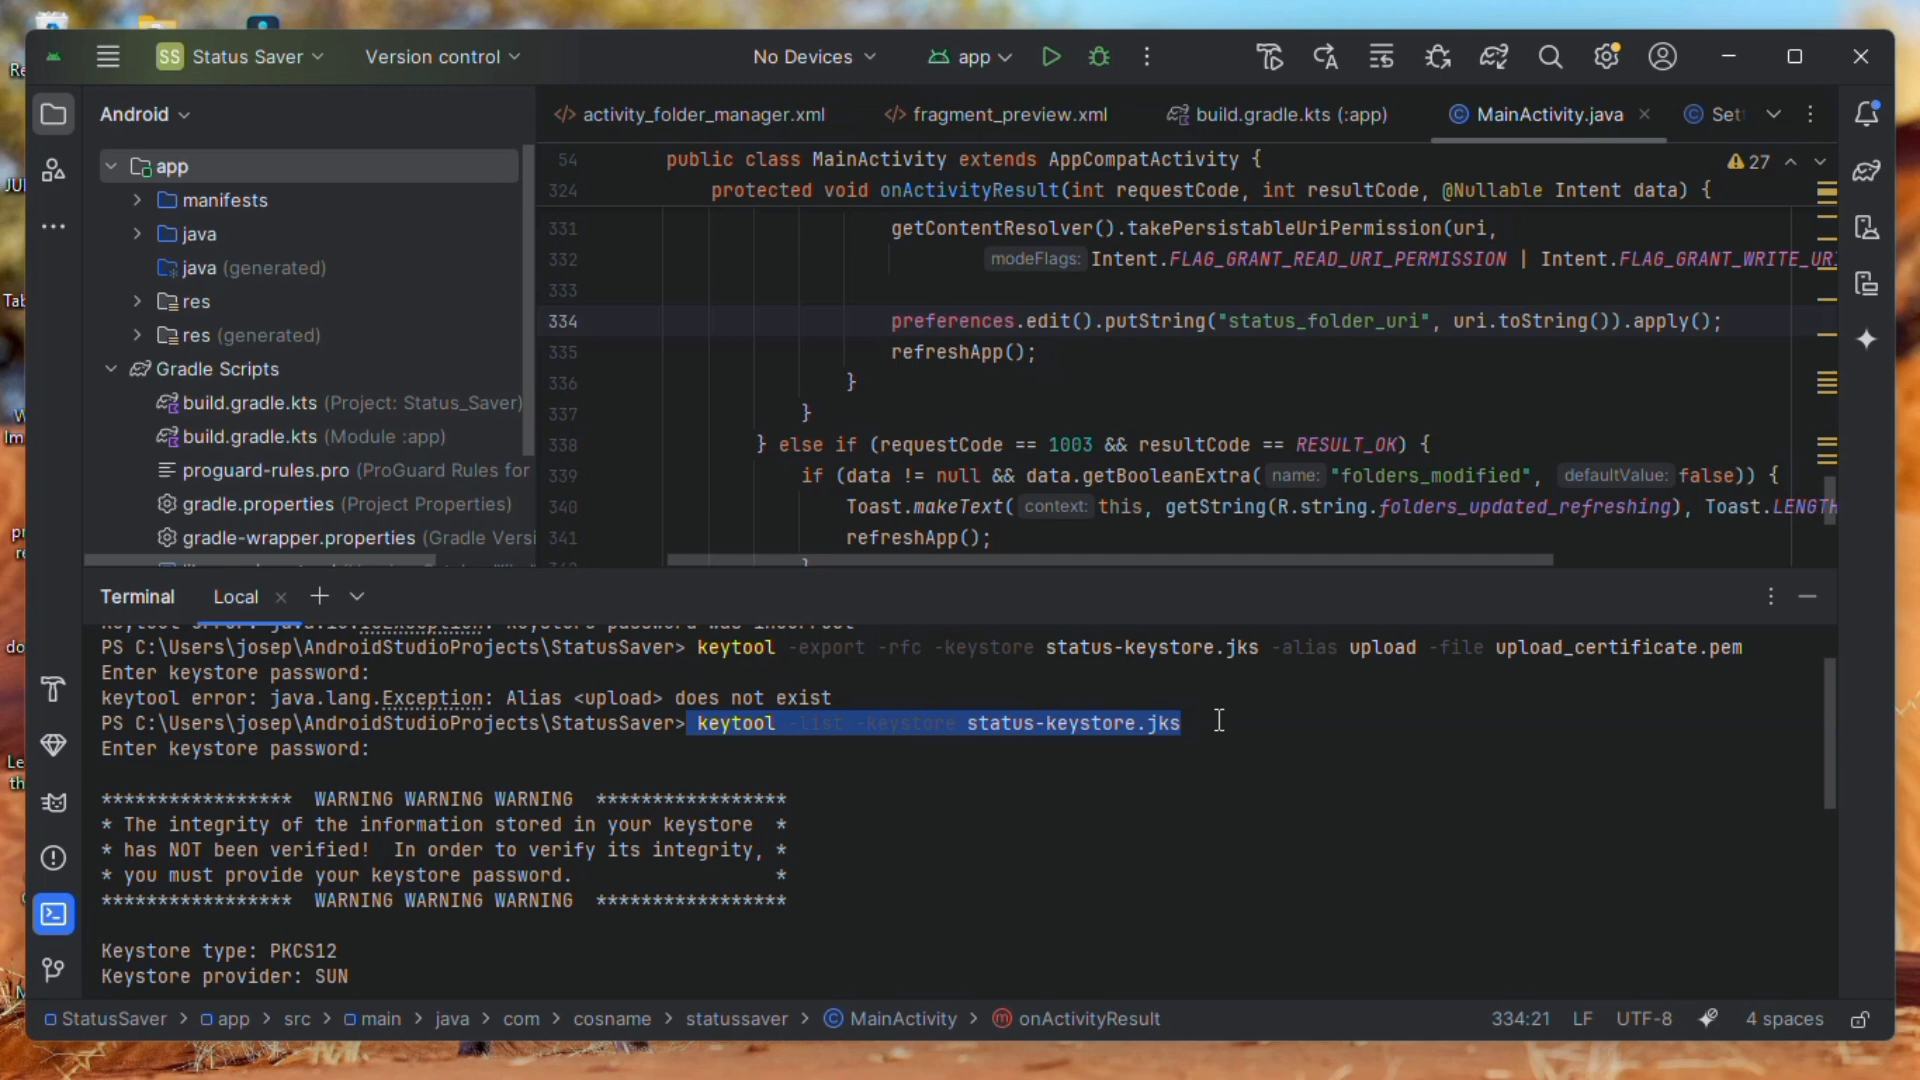 SS Status Saver Version control No Devices app
Android
activity_folder_manager.xml fragment_preview.xml build.gradle.kts (:app) MainActivity.java
app
manifests
java
java (generated)
res
res (generated)
Gradle Scripts
build.gradle.kts (Project: Status_Saver)
build.gradle.kts (Module :app)
proguard-rules.pro (ProGuard Rules for
gradle.properties (Project Properties)
gradle-wrapper.properties (Gradle Versi
27
54 public class MainActivity extends AppCompatActivity {
324 protected void onActivityResult(int requestCode, int resultCode, @Nullable Intent data) {
331 getContentResolver().takePersistableUriPermission(uri,
332 modeFlags: Intent.FLAG_GRANT_READ_URI_PERMISSION | Intent.FLAG_GRANT_WRITE_UR
333
334 preferences.edit().putString("status_folder_uri", uri.toString()).apply();
335 refreshApp();
336 }
337 }
338 } else if (requestCode == 1003 && resultCode == RESULT_OK) {
339 if (data != null && data.getBooleanExtra( name: "folders_modified", defaultValue: false)) {
340 Toast.makeText( context: this, getString(R.string.folders_updated_refreshing), Toast.LENGTH
341 refreshApp();
Terminal Local
PS C:\Users\josep\AndroidStudioProjects\StatusSaver> keytool -export -rfc -keystore status-keystore.jks -alias upload -file upload_certificate.pem
Enter keystore password:
keytool error: java.lang.Exception: Alias <upload> does not exist
PS C:\Users\josep\AndroidStudioProjects\StatusSaver> keytool -list -keystore status-keystore.jks
Enter keystore password:
***************** WARNING WARNING WARNING *****************
* The integrity of the information stored in your keystore *
* has NOT been verified! In order to verify its integrity, *
* you must provide your keystore password. *
***************** WARNING WARNING WARNING *****************
Keystore type: PKCS12
Keystore provider: SUN
StatusSaver > app > src > main > java > com > cosname > statussaver > MainActivity > onActivityResult 334:21 LF UTF-8 4 spaces